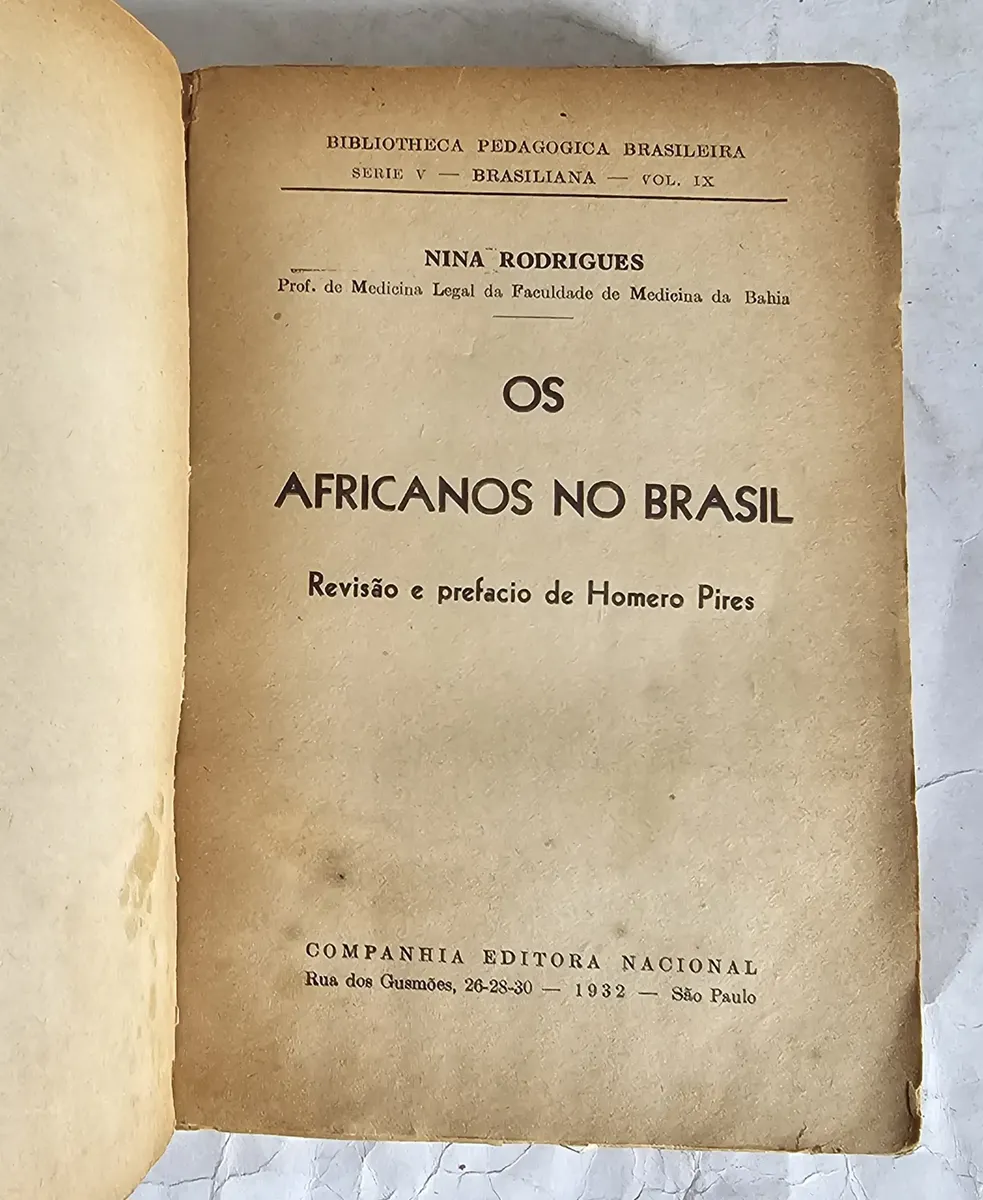 BIBLIOTHECA PEDAGOGICA BRASILEIRA
SERIE V — BRASILIANA — VOL. IX
NINA RODRIGUES
Prof. de Medicina Legal da Faculdade de Medicina da Bahia
OS
AFRICANOS NO BRASIL
Revisão e prefacio de Homero Pires
COMPANHIA EDITORA NACIONAL
Rua dos Gusmões, 26-28-30 — 1932 — São Paulo